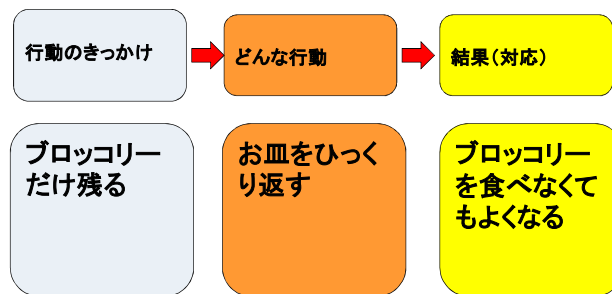 行動のきっかけ
どんな行動
結果（対応）
ブロッコリー
だけ残る
お皿をひっく
り返す
ブロッコリー
を食べなくて
もよくなる